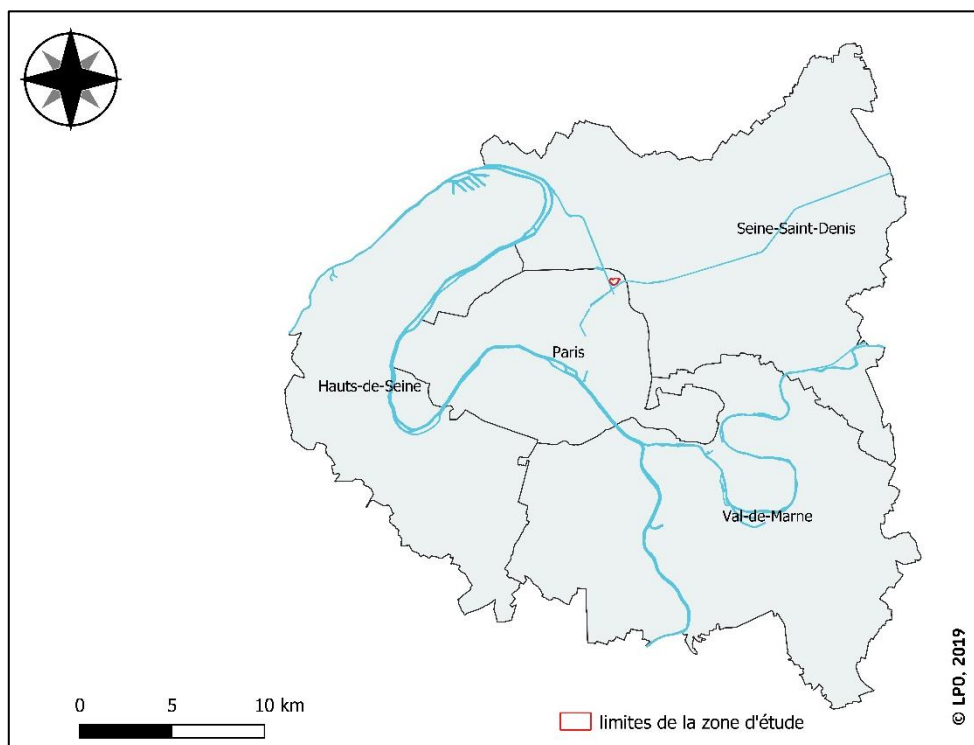 Seine-Saint-Denis
Paris
Hauts-de-Seine
Val-de-Marne
0 5 10 km
limites de la zone d'étude
© LPO, 2019